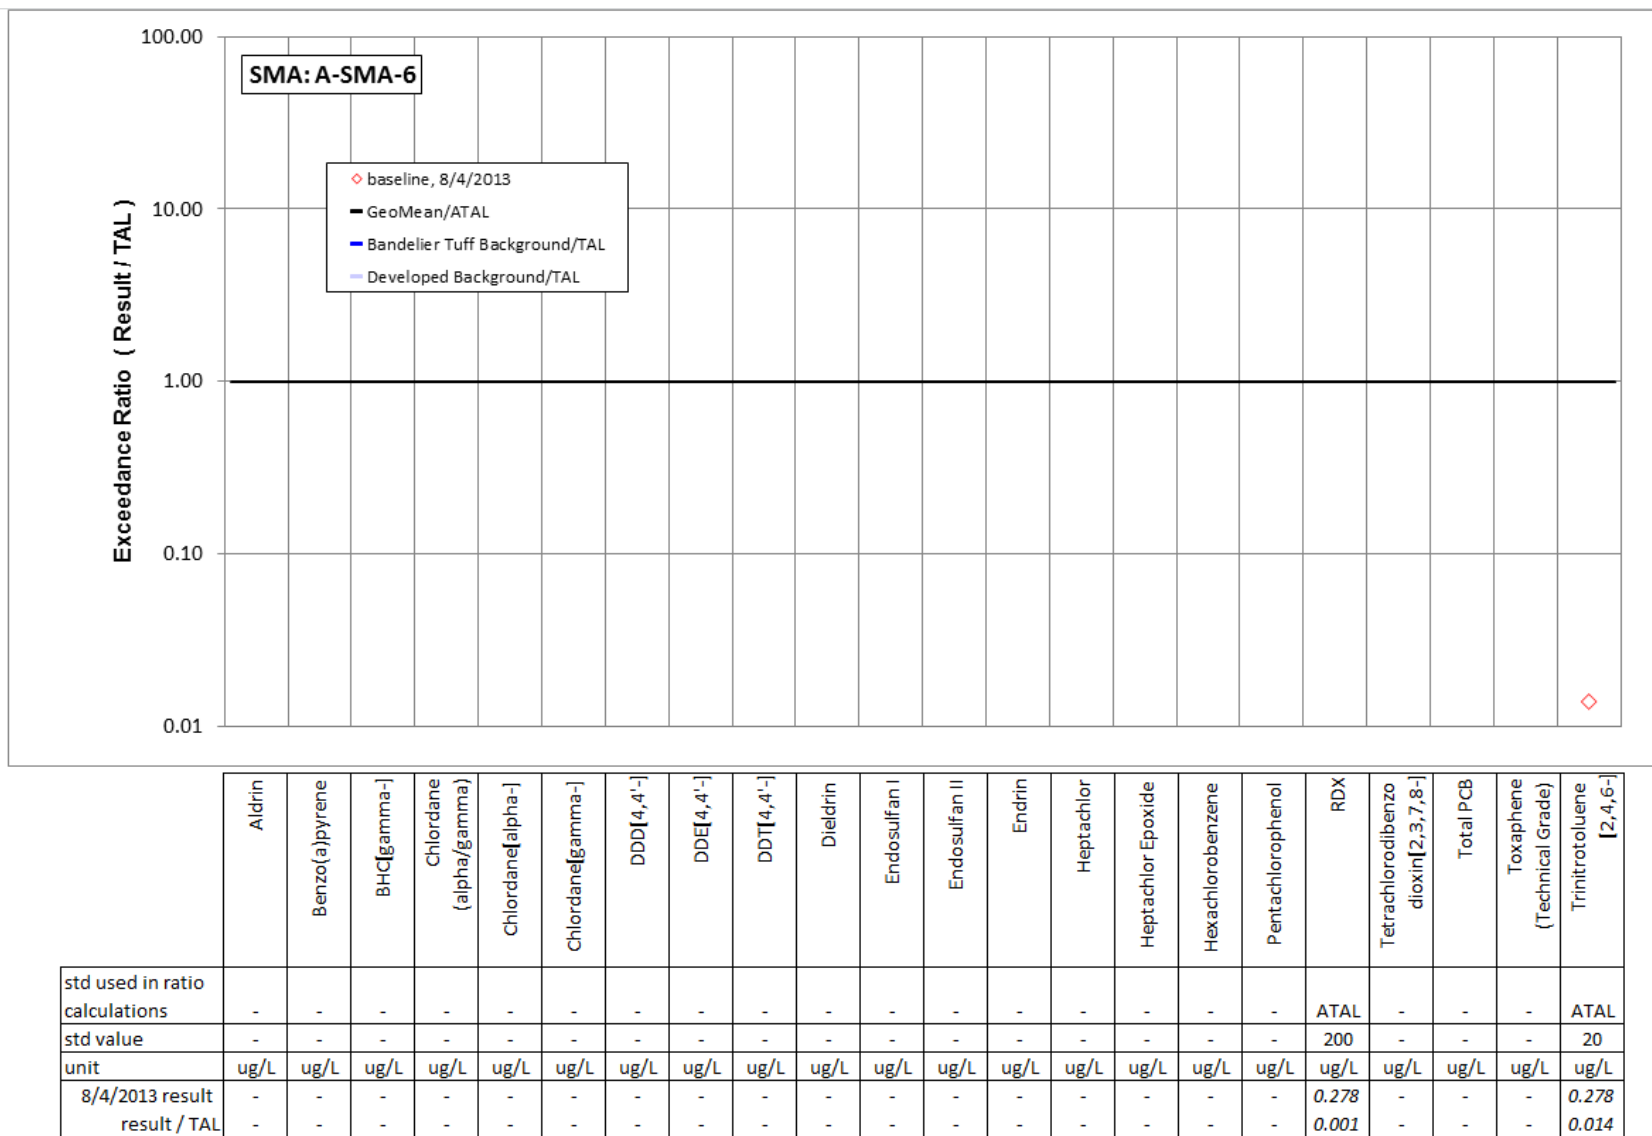 100.00
SMA: A-SMA-6
baseline, 8/4/2013
10.00
GeoMean/ATAL
Bandelier Tuff Background/TAL
Developed Background/TAL
Exceedance Ratio ( Result / TAL )
1.00
0.10
0.01
Aldrin
Benzo(a)pyrene
BHC[gamma-]
Chlordane
(alpha/gamma)
Chlordane[alpha-]
Chlordane[gamma-]
DDD[4,4'-]
DDE[4,4'-]
DDT[4,4'-]
Dieldrin
Endosulfan I
Endosulfan II
Endrin
Heptachlor
Heptachlor Epoxide
Hexachlorobenzene
Pentachlorophenol
RDX
Tetrachlorodibenzo
dioxin[2,3,7,8-]
Total PCB
Toxaphene
(Technical Grade)
Trinitrotoluene
[2,4,6-]
std used in ratio
calculations - - - - - - - - - - - - - - - - - ATAL - - - ATAL
std value - - - - - - - - - - - - - - - - - 200 - - - 20
unit ug/L ug/L ug/L ug/L ug/L ug/L ug/L ug/L ug/L ug/L ug/L ug/L ug/L ug/L ug/L ug/L ug/L ug/L ug/L ug/L ug/L ug/L
8/4/2013 result - - - - - - - - - - - - - - - - - 0.278 - - - 0.278
result / TAL - - - - - - - - - - - - - - - - - 0.001 - - - 0.014